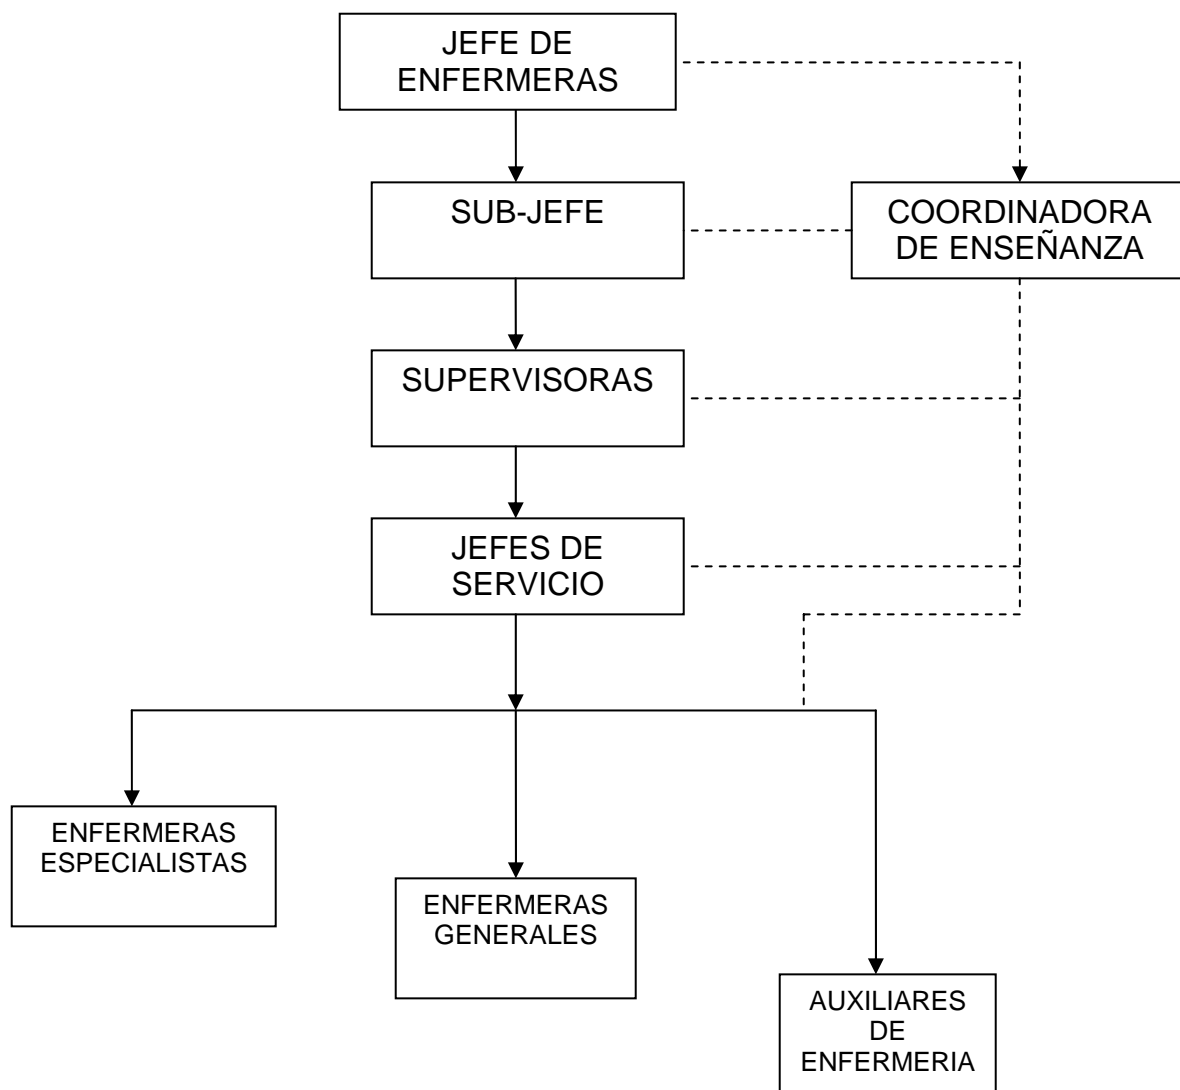 JEFE DE
ENFERMERAS
SUB-JEFE
COORDINADORA
DE ENSEÑANZA
SUPERVISORAS
JEFES DE
SERVICIO
ENFERMERAS
ESPECIALISTAS
ENFERMERAS
GENERALES
AUXILIARES
DE
ENFERMERIA